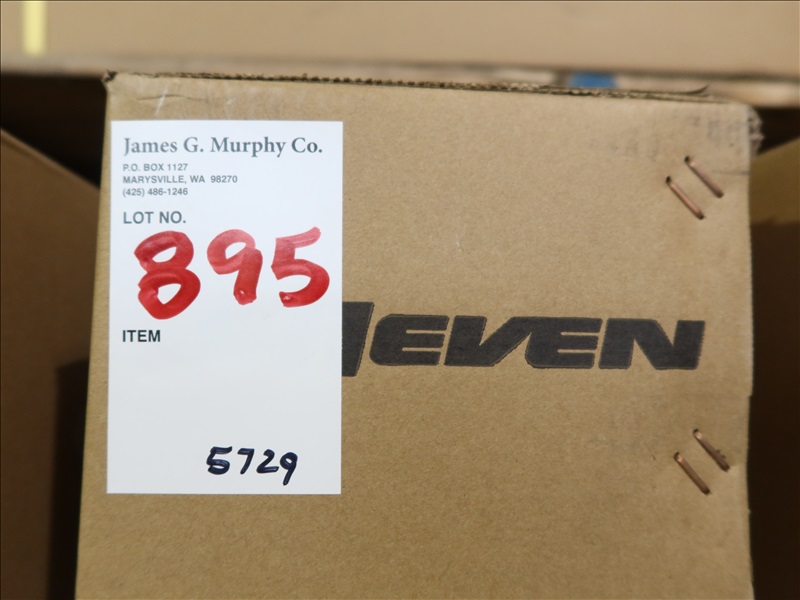 James G. Murphy Co.
P.O. BOX 1127
MARYSVILLE, WA 98270
(425) 486-1246
LOT NO.
895
EVEN
ITEM
5729